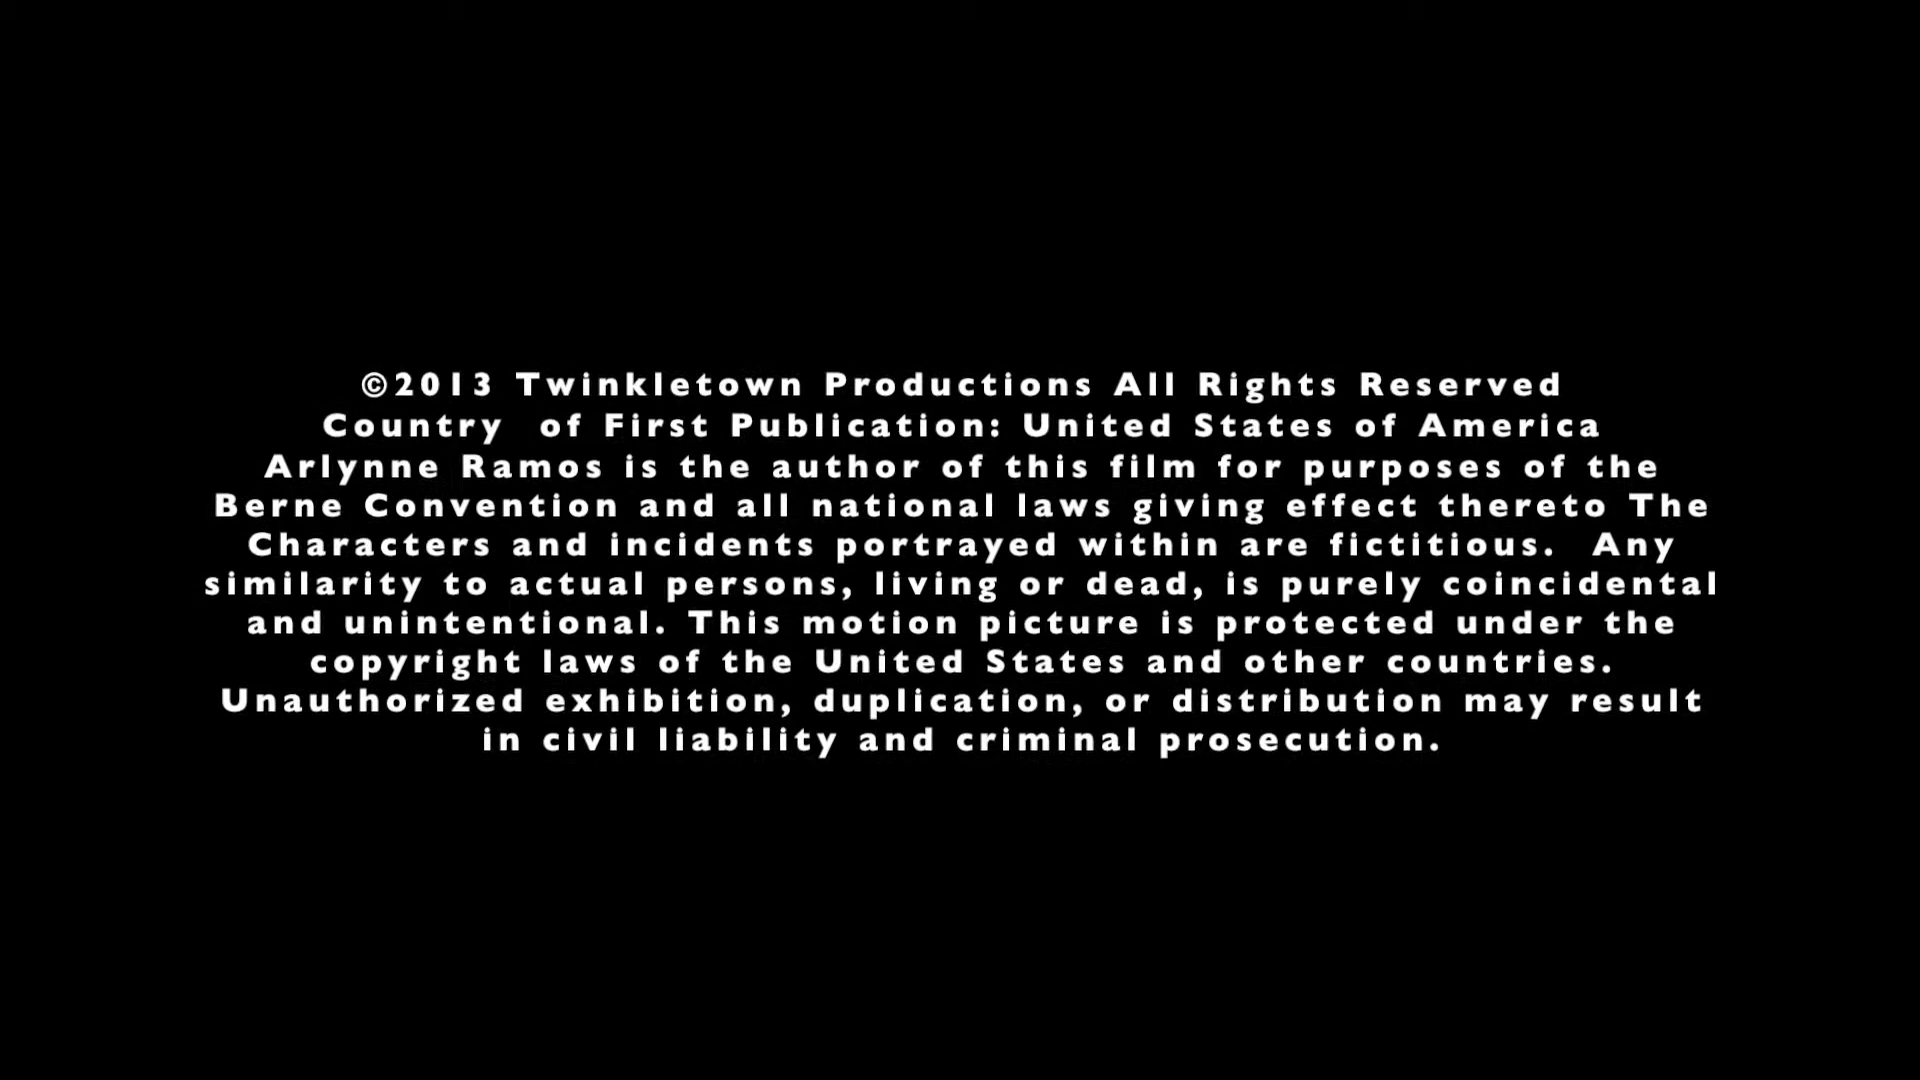 ©2013 Twinkletown Productions All Rights Reserved
Country  of First Publication: United States of America
Arlynne Ramos is the author of this film for purposes of the
Berne Convention and all national laws giving effect thereto The
Characters and incidents portrayed within are fictitious.  Any
similarity to actual persons, living or dead, is purely coincidental
and unintentional. This motion picture is protected under the
copyright laws of the United States and other countries.
Unauthorized exhibition, duplication, or distribution may result
in civil liability and criminal prosecution.